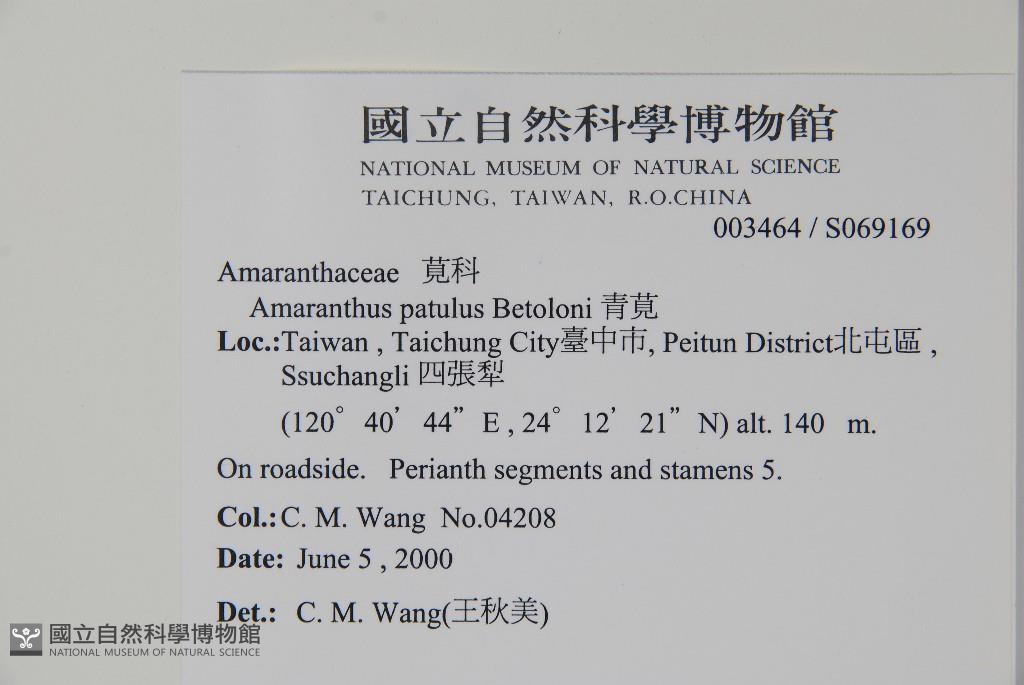 國立自然科學博物館
NATIONAL MUSEUM OF NATURAL SCIENCE
TAICHUNG, TAIWAN, R.O.CHINA
003464 / S069169
Amaranthaceae 莧科
Amaranthus patulus Betoloni 青莧
Loc.:Taiwan , Taichung City臺中市, Peitun District北屯區 ,
Ssuchangli 四張犁
(120° 40’ 44” E , 24° 12’ 21” N) alt. 140 m.
On roadside. Perianth segments and stamens 5.
Col.: C. M. Wang No.04208
Date: June 5 , 2000
Det.: C. M. Wang(王秋美)
國立自然科學博物館
NATIONAL MUSEUM OF NATURAL SCIENCE